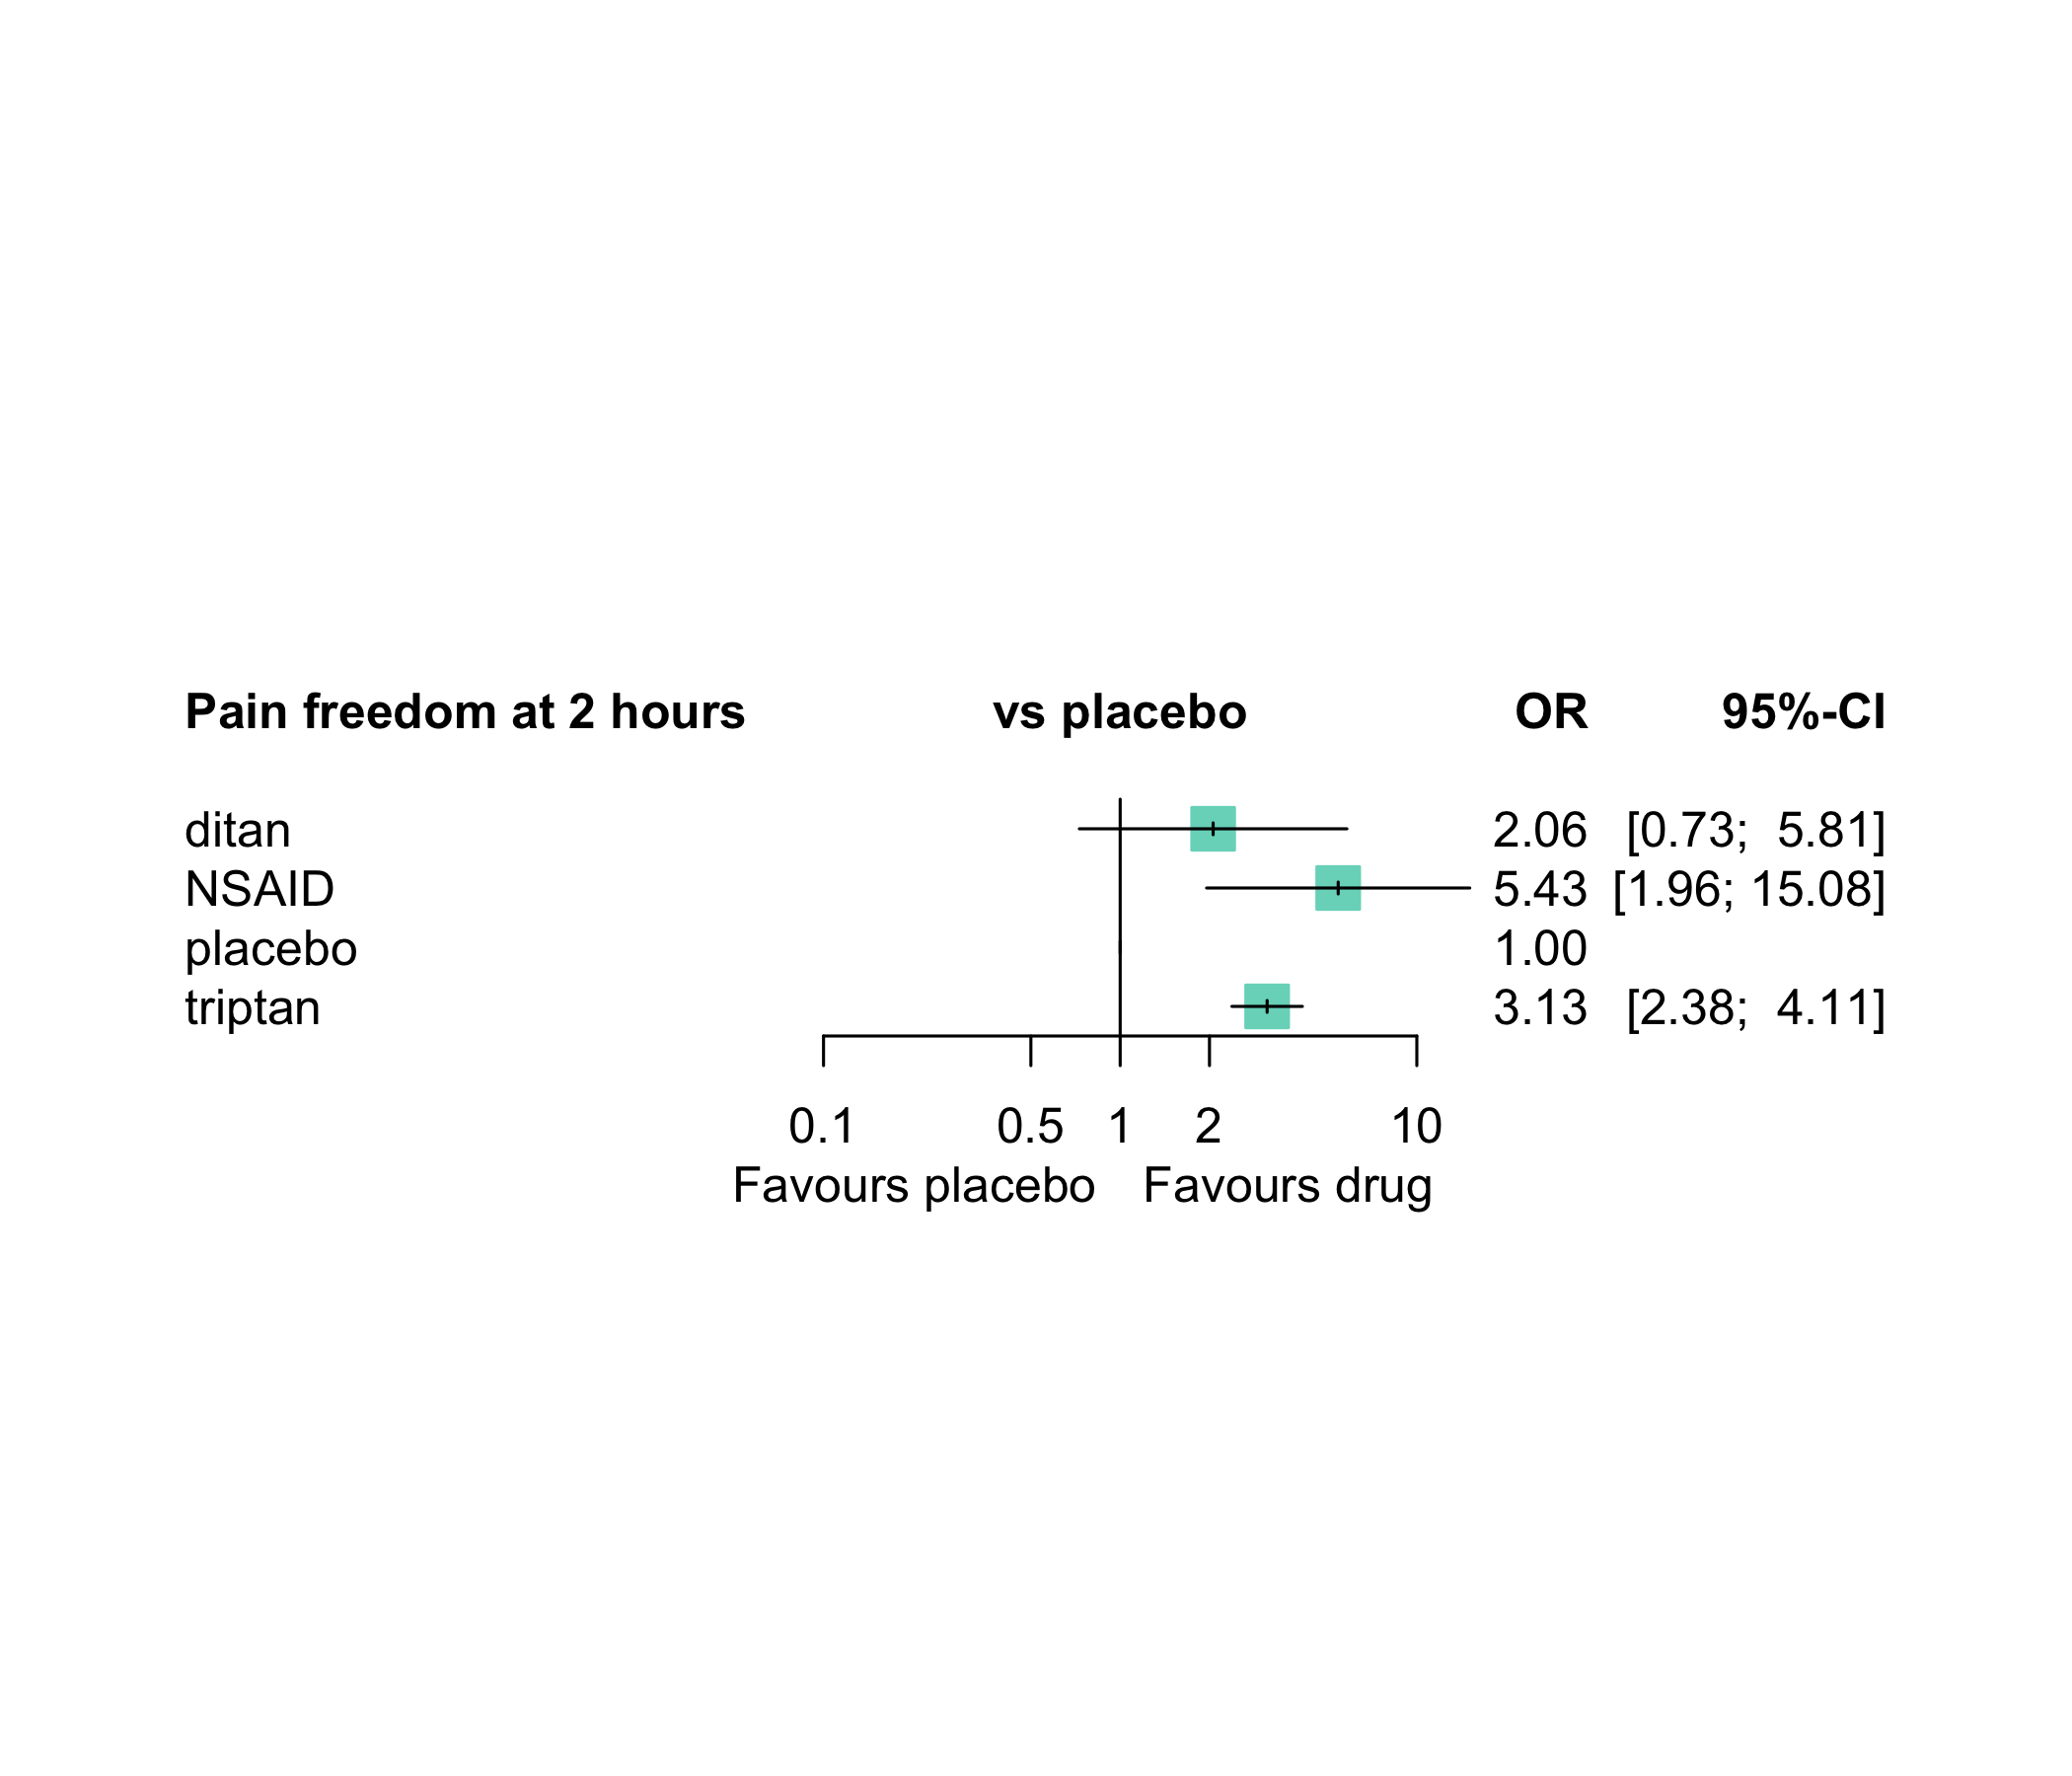 Pain freedom at 2 hours vs placebo OR 95%-CI
ditan 2.06 [0.73; 5.81]
NSAID 5.43 [1.96; 15.08]
placebo 1.00
triptan 3.13 [2.38; 4.11]
0.1 0.5 1 2 10
Favours placebo Favours drug